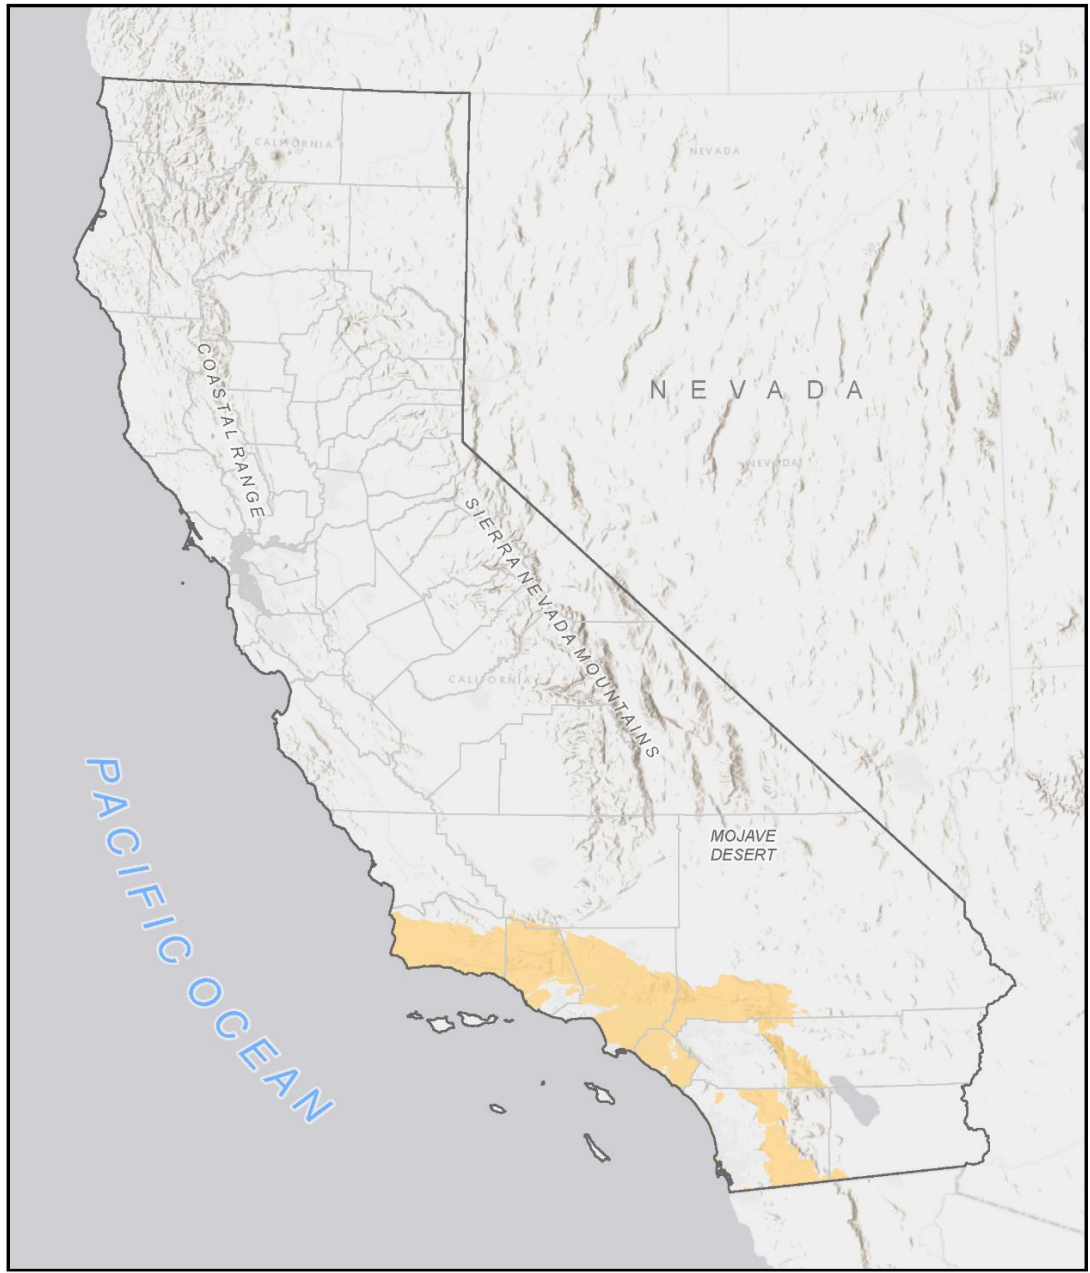 CALIFORNIA
NEVADA
COASTAL RANGE
NEVADA
NEVADA
SIERRA NEVADA MOUNTAINS
CALIFORNIA
PACIFIC OCEAN
MOJAVE
DESERT